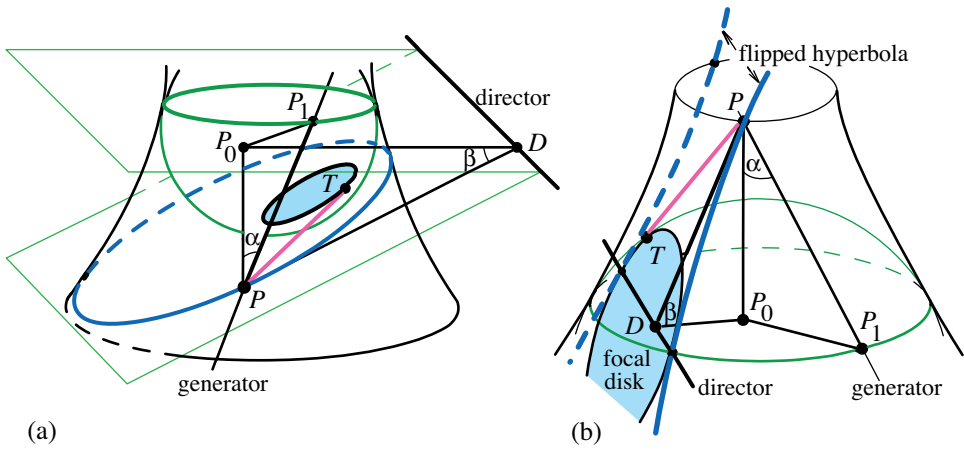 flipped hyperbola
director
P1
P0
D
β
T
α
P
generator
(a)
P
α
T
P0
P1
D
β
focal
disk
director
generator
(b)